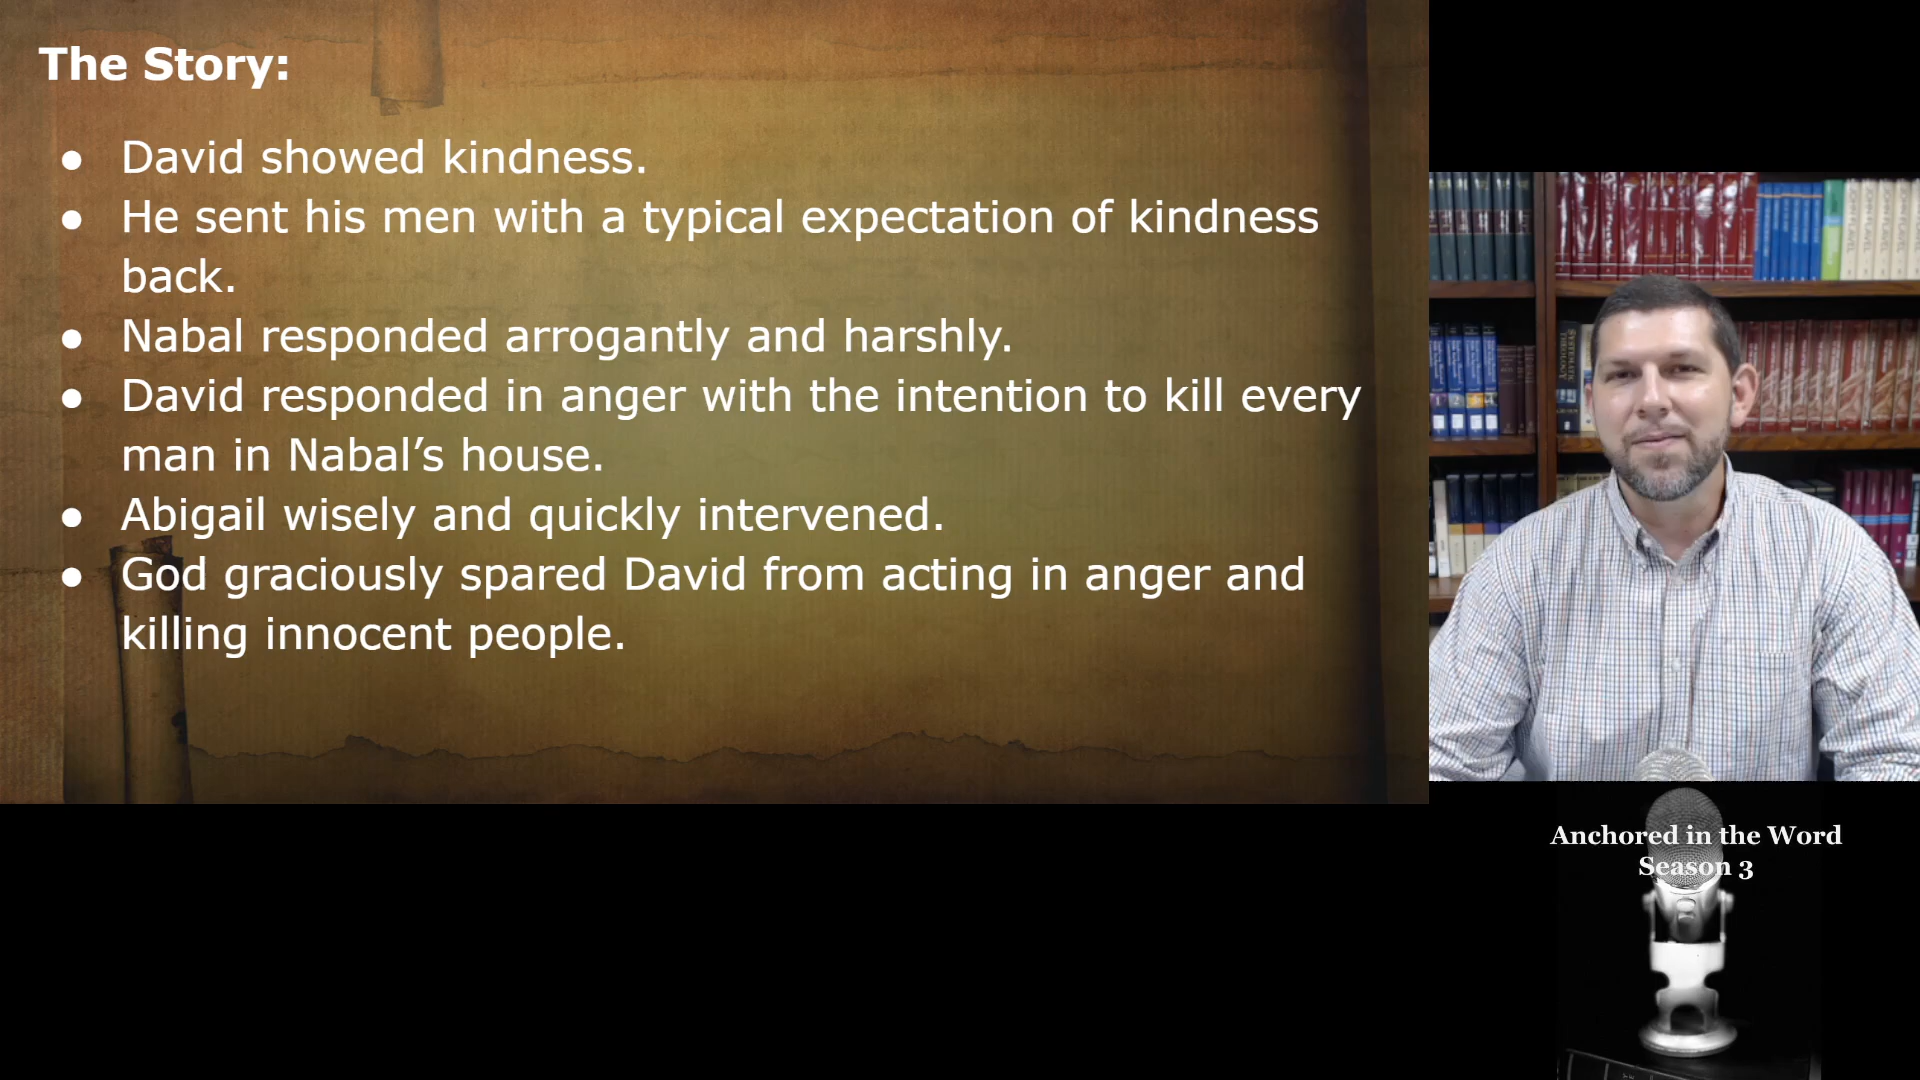 The Story:
● David showed kindness.
● He sent his men with a typical expectation of kindness
back.
● Nabal responded arrogantly and harshly.
● David responded in anger with the intention to kill every
man in Nabal’s house.
● Abigail wisely and quickly intervened.
● God graciously spared David from acting in anger and
killing innocent people.
SYSTEMATIC
THEOLOGY
Anchored in the Word
Season 3